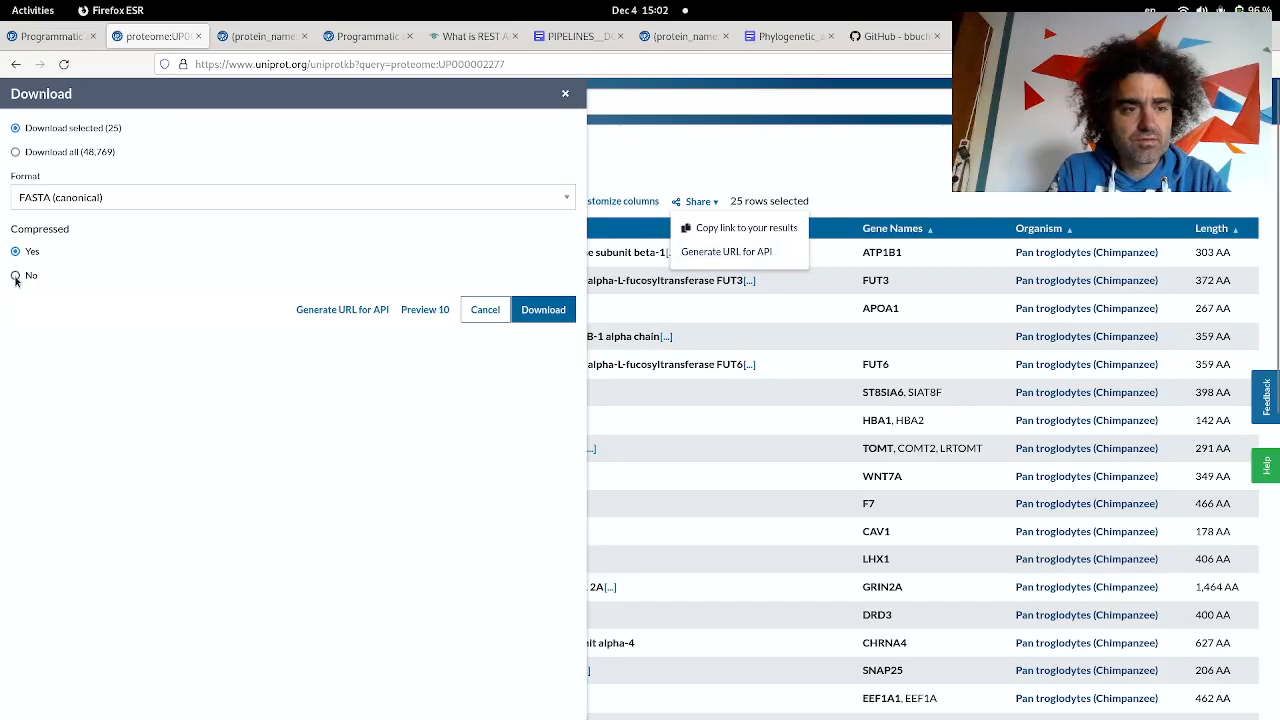 Activities
Firefox ESR
Dec 4 15:02
en
96 %
Programmatic
proteome:UP0
(protein_name:
Programmatic
What is REST A
PIPELINES__DC
(protein_name:
Phylogenetic_a
GitHub - bbuch
https://www.uniprot.org/uniprotkb?query=proteome:UP000002277
Download
Download selected (25)
Download all (48,769)
Format
FASTA (canonical)
Compressed
Yes
No
Generate URL for API
Preview 10
Cancel
Download
stomize columns
Share
25 rows selected
Copy link to your results
Generate URL for API
Gene Names
Organism
Length
se subunit beta-1[...]
ATP1B1
Pan troglodytes (Chimpanzee)
303 AA
alpha-L-fucosyltransferase FUT3[...]
FUT3
Pan troglodytes (Chimpanzee)
372 AA
APOA1
Pan troglodytes (Chimpanzee)
267 AA
B-1 alpha chain[...]
Pan troglodytes (Chimpanzee)
359 AA
alpha-L-fucosyltransferase FUT6[...]
FUT6
Pan troglodytes (Chimpanzee)
359 AA
ST8SIA6, SIAT8F
Pan troglodytes (Chimpanzee)
398 AA
HBA1, HBA2
Pan troglodytes (Chimpanzee)
142 AA
...]
TOMT, COMT2, LRTOMT
Pan troglodytes (Chimpanzee)
291 AA
WNT7A
Pan troglodytes (Chimpanzee)
349 AA
F7
Pan troglodytes (Chimpanzee)
466 AA
CAV1
Pan troglodytes (Chimpanzee)
178 AA
LHX1
Pan troglodytes (Chimpanzee)
406 AA
2A[...]
GRIN2A
Pan troglodytes (Chimpanzee)
1,464 AA
DRD3
Pan troglodytes (Chimpanzee)
400 AA
nit alpha-4
CHRNA4
Pan troglodytes (Chimpanzee)
627 AA
]
SNAP25
Pan troglodytes (Chimpanzee)
206 AA
EEF1A1, EEF1A
Pan troglodytes (Chimpanzee)
462 AA
Feedback
Help